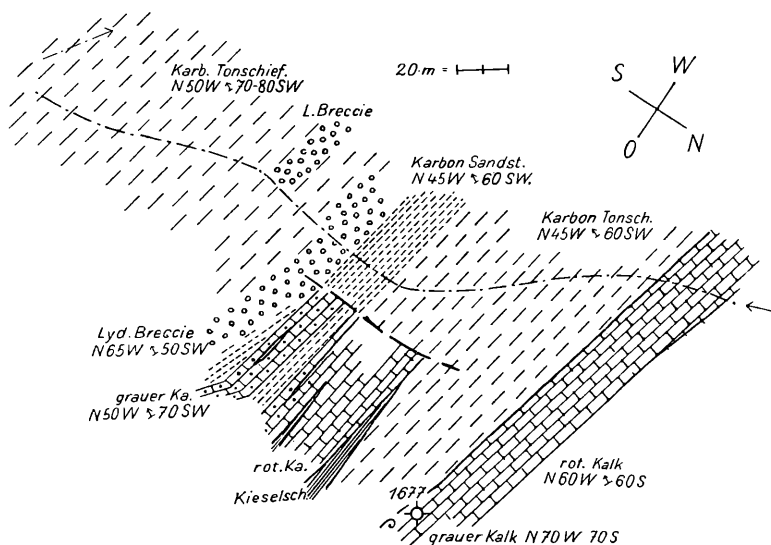 Karb. Tonschief.
N 50 W ⦣ 70-80 SW
20 m =
S
W
O
N
L. Breccie
Karbon Sandst.
N 45 W ⦣ 60 SW.
Karbon Tonsch.
N 45 W ⦣ 60 SW
Lyd. Breccie
N 65 W ⦣ 50 SW
grauer Ka.
N 50 W ⦣ 70 SW
rot. Ka.
Kieselsch.
1677
rot. Kalk
N 60 W ⦣ 60 S
grauer Kalk N 70 W 70 S